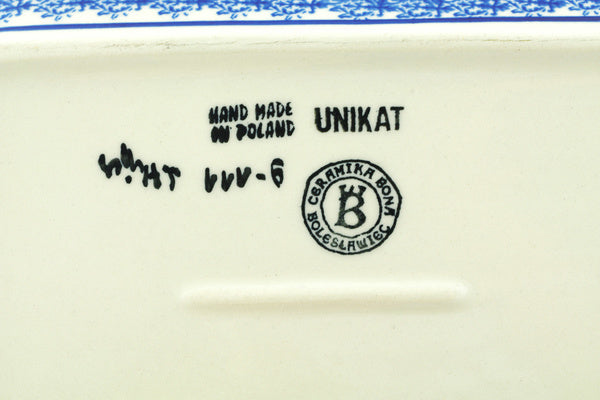 HAND MADE
IN POLAND
UNIKAT
CERAMIKA BONA
BOLESŁAWIEC
B